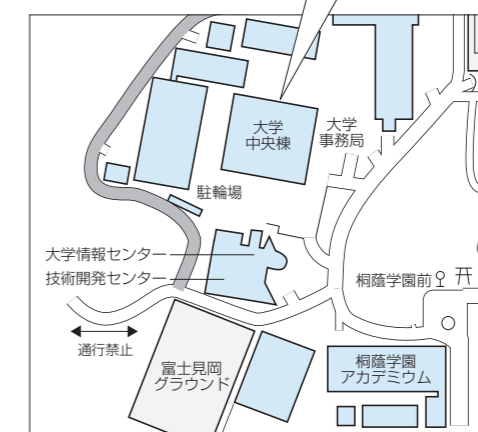 大学
中央棟
大学
事務局
駐輪場
大学情報センター
技術開発センター
桐蔭学園前
通行禁止
富士見岡
グラウンド
桐蔭学園
アカデミウム